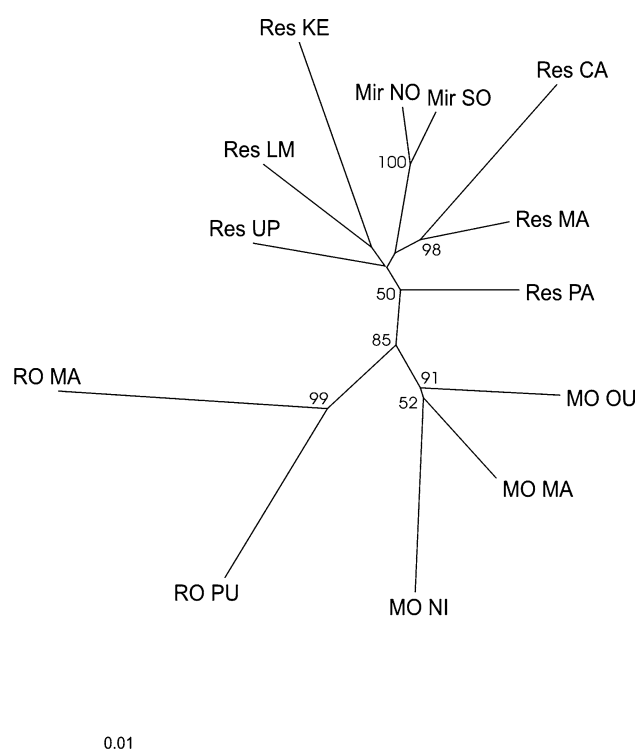 Res KE
Res CA
Mir NO
Mir SO
Res LM
100
Res MA
Res UP
98
50
Res PA
85
RO MA
91
99
52
MO OU
MO MA
RO PU
MO NI
0.01